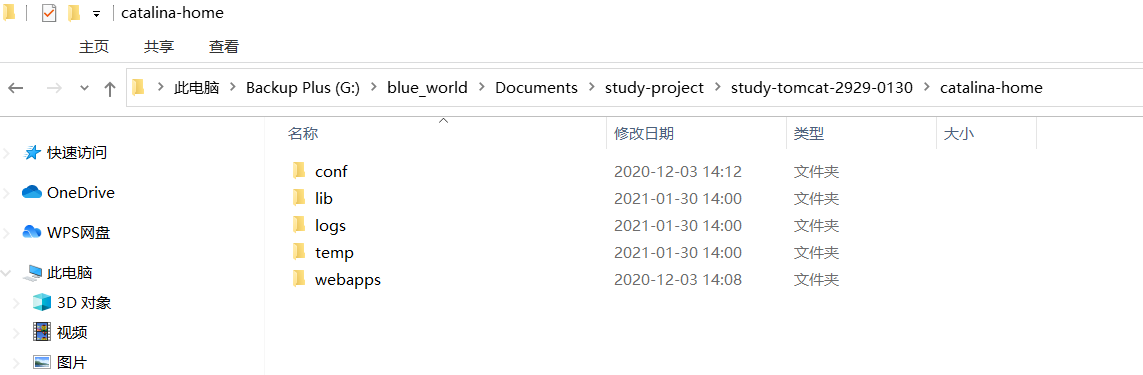 catalina-home
主页 共享 查看
此电脑 Backup Plus (G:) blue_world Documents study-project study-tomcat-2929-0130 catalina-home
名称 修改日期 类型 大小
快速访问
OneDrive
WPS网盘
此电脑
3D 对象
视频
图片
conf 2020-12-03 14:12 文件夹
lib 2021-01-30 14:00 文件夹
logs 2021-01-30 14:00 文件夹
temp 2021-01-30 14:00 文件夹
webapps 2020-12-03 14:08 文件夹